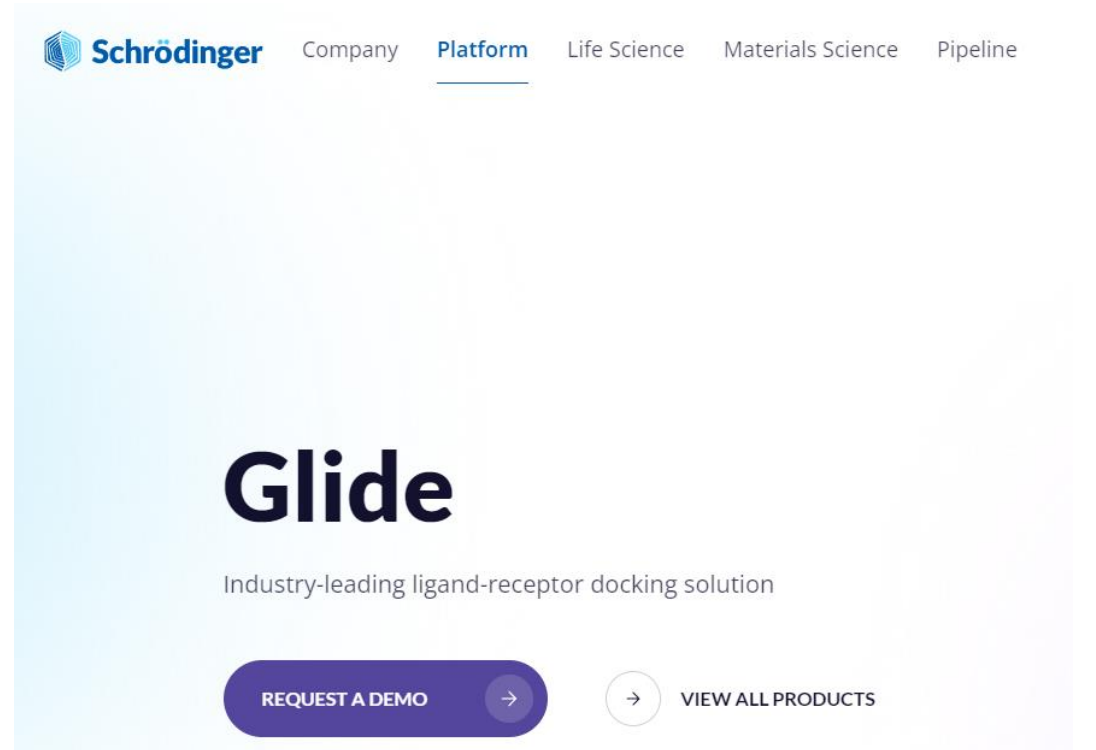 Schrödinger Company Platform Life Science Materials Science Pipeline
Glide
Industry-leading ligand-receptor docking solution
REQUEST A DEMO → → VIEW ALL PRODUCTS